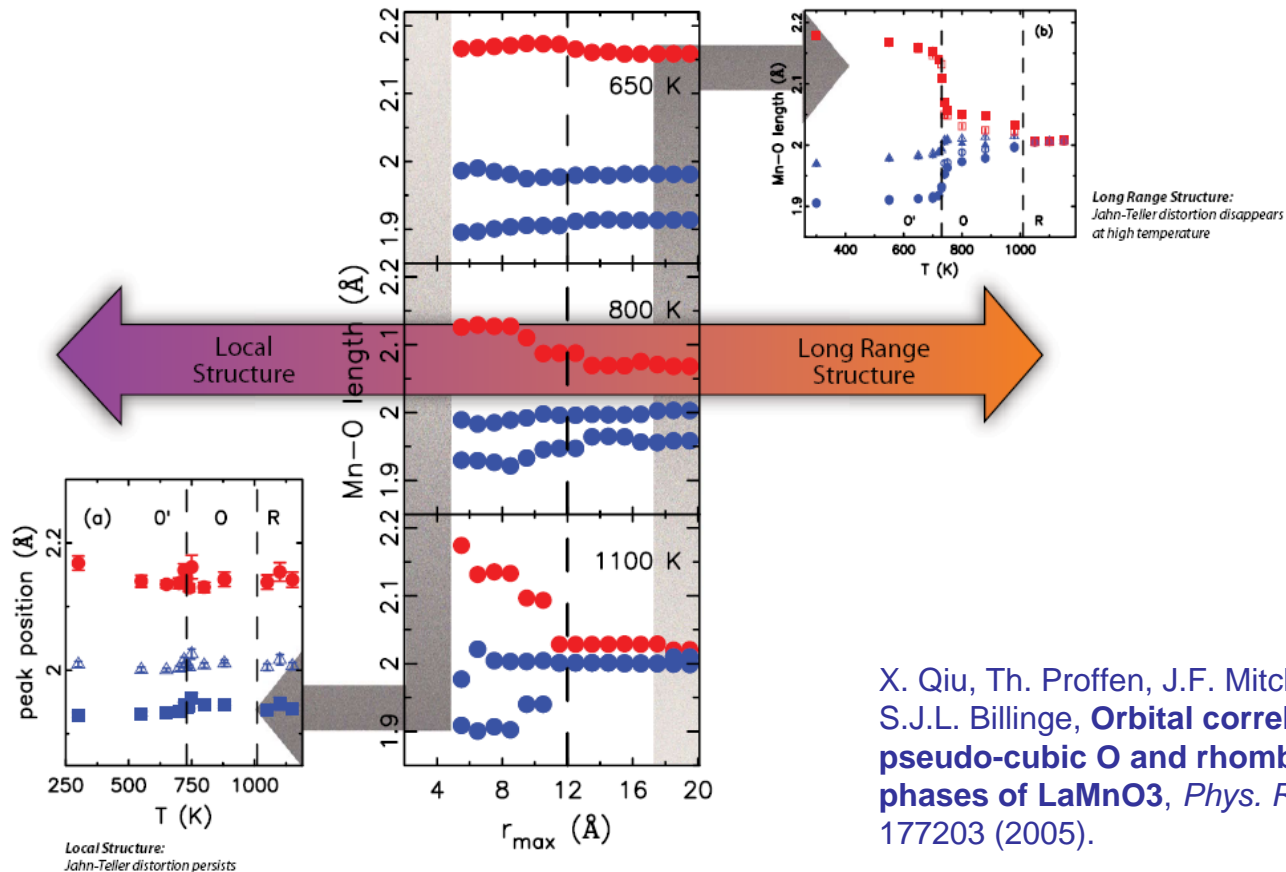 2.2
2.1
2
1.9
650 K
2.2
2.1
2
1.9
800 K
2.2
2.1
2
1.9
1100 K
Mn–O length (Å)
4 8 12 16 20
r_max (Å)
(b)
2.2
2.1
2
1.9
Mn–O length (Å)
O' O R
400 600 800 1000
T (K)
Long Range Structure:
Jahn-Teller distortion disappears
at high temperature
Local
Structure
Long Range
Structure
(a) O' O R
2.2
2
peak position (Å)
250 500 750 1000
T (K)
Local Structure:
Jahn-Teller distortion persists
X. Qiu, Th. Proffen, J.F. Mitch
S.J.L. Billinge, Orbital correl
pseudo-cubic O and rhomb
phases of LaMnO3, Phys. R
177203 (2005).